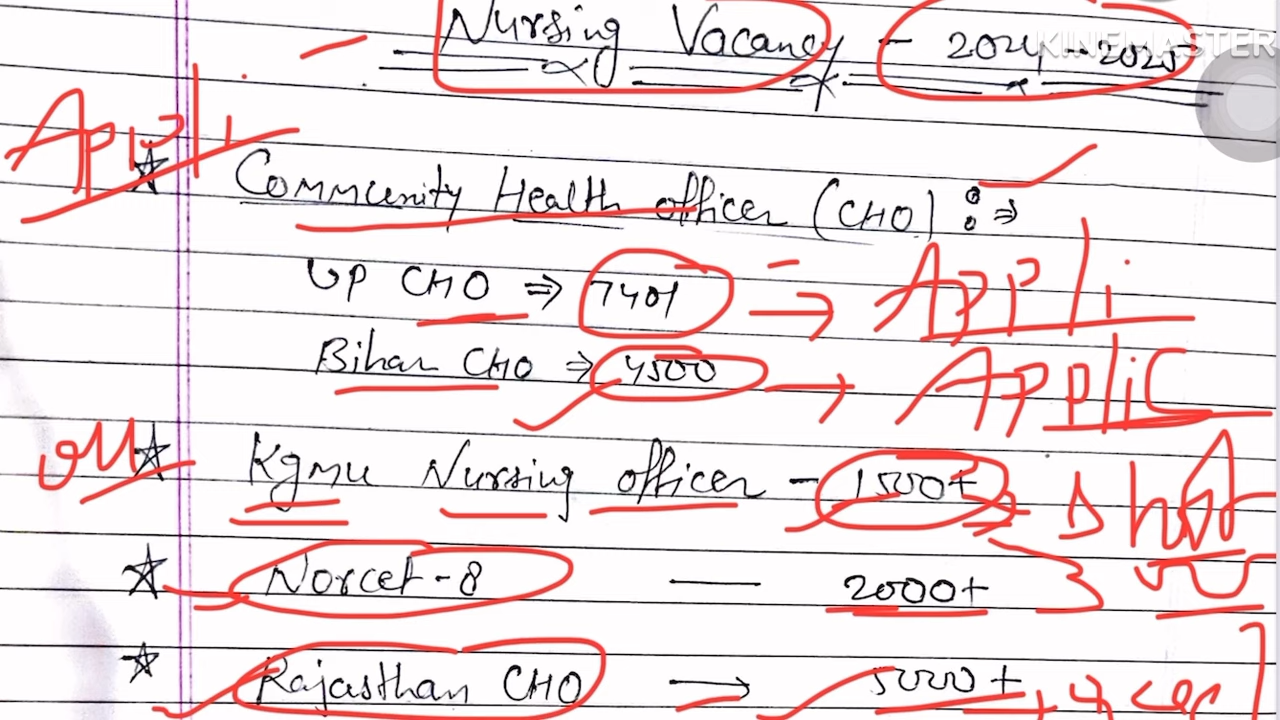 Nursing Vacancy - 2024-2025
KINEMASTER
Appli
Community Health officer (CHO) : ⇒
UP CHO ⇒ 7401 → Appli
Bihar CHO ⇒ 4500 → Applic
Kgmu Nursing officer - 1500+
Norcet-8 — 2000+
Rajasthan CHO → 5000+